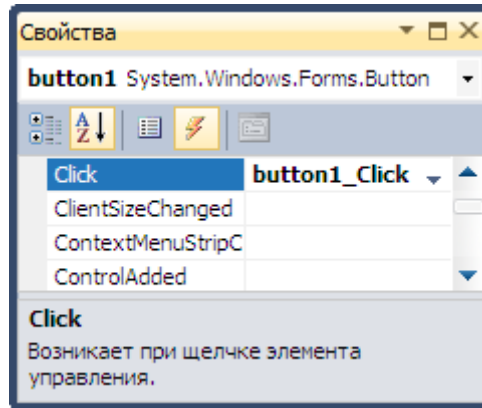 Свойства
button1 System.Windows.Forms.Button
Click button1_Click
ClientSizeChanged
ContextMenuStripC
ControlAdded
Click
Возникает при щелчке элемента
управления.